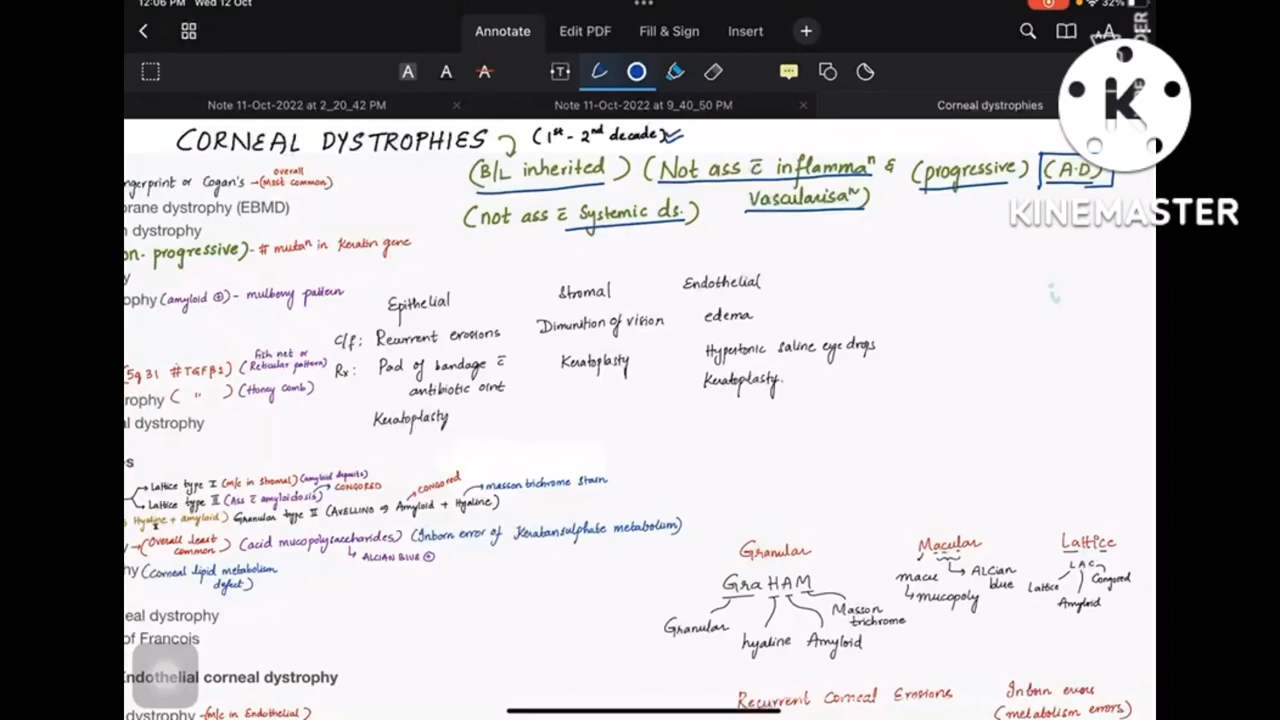 12:06 PM Wed 12 Oct
32%
Annotate Edit PDF Fill & Sign Insert
Note 11-Oct-2022 at 2_20_42 PM
Note 11-Oct-2022 at 9_40_50 PM
Corneal dystrophies
KINEMASTER
CORNEAL DYSTROPHIES (1st - 2nd decade)
(B/L inherited) (Not ass c̄ inflamman & (progressive) (A.D)
Vascularisan)
(not ass c̄ Systemic ds.)
ngerprint or Cogan's → (overall most common)
brane dystrophy (EBMD)
n dystrophy
on- progressive) - # mutan in Keratin gene
y
ophy (amyloid ⊕) - mulberry pattern
(5q 31 #TGFβ1) (Fish net or Reticular pattern)
rophy ( " ) (Honey comb)
al dystrophy
Epithelial Stromal Endothelial
C/f: Recurrent erosions Diminution of vision edema
Rx: Pad of bandage c̄ antibiotic oint Keratoplasty Hypertonic saline eye drops
Keratoplasty Keratoplasty.
es
→ Lattice type I (m/c in stromal) (amyloid deposits)
→ Lattice type II (Ass c̄ amyloidosis) → CONGORED
Hyaline + amyloid) Granular type II (AVELLINO → Amyloid + Hyaline)
→ congored → masson trichrome stain
y → (Overall least common) (acid mucopolysaccharides) (Inborn error of Keratansulphate metabolism)
↳ ALCIAN BLUE ⊕
hy (corneal lipid metabolism defect)
eal dystrophy
of Francois
Endothelial corneal dystrophy
dystrophy - (m/c in Endothelial)
Granular
GraHAM
Granular hyaline Amyloid Masson trichrome
Macular
macu → mucopoly
→ ALCian blue
Lattice
LAC
Lattice Amyloid Congored
Recurrent Corneal Erosions
Inborn errors
(metabolism errors)